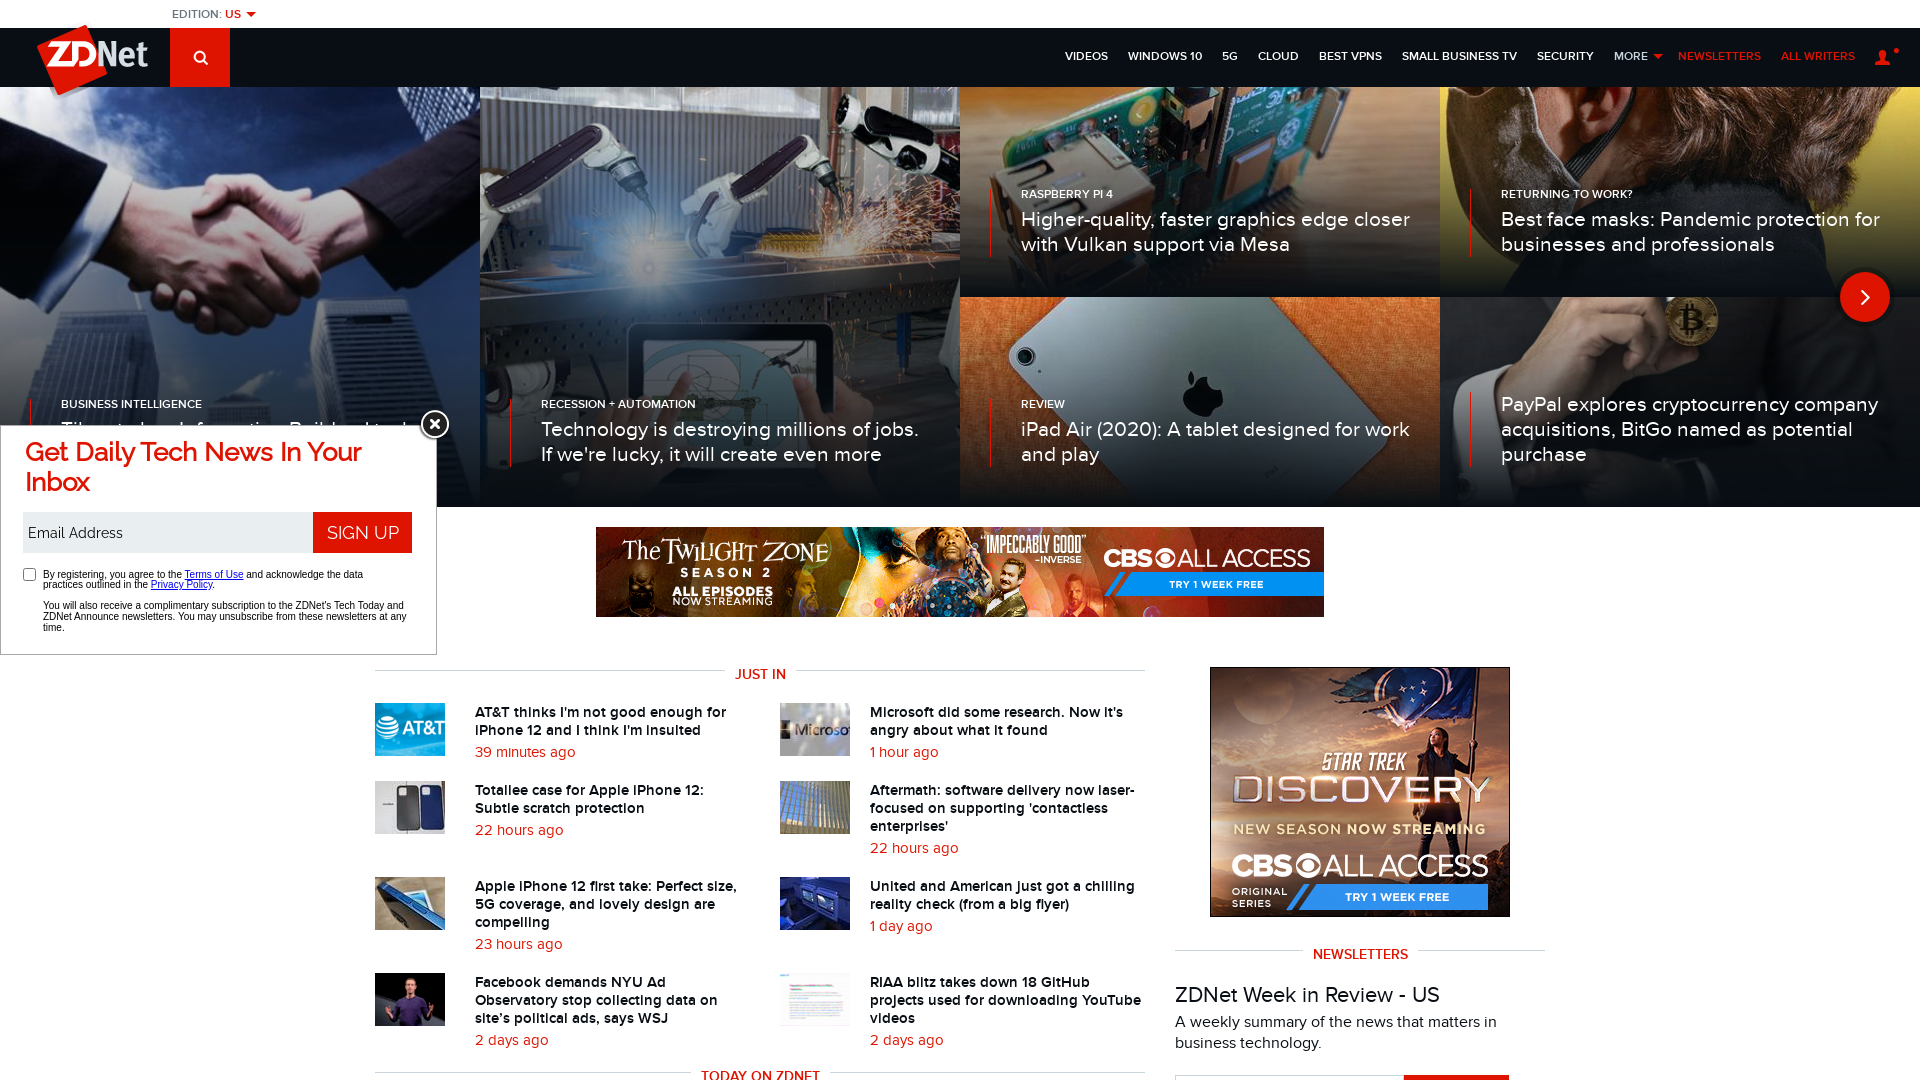 EDITION: US
ZDNet
VIDEOS WINDOWS 10 5G CLOUD BEST VPNS SMALL BUSINESS TV SECURITY MORE NEWSLETTERS ALL WRITERS
RASPBERRY PI 4
Higher-quality, faster graphics edge closer
with Vulkan support via Mesa
RETURNING TO WORK?
Best face masks: Pandemic protection for
businesses and professionals
BUSINESS INTELLIGENCE
RECESSION + AUTOMATION
Technology is destroying millions of jobs.
If we're lucky, it will create even more
REVIEW
iPad Air (2020): A tablet designed for work
and play
PayPal explores cryptocurrency company
acquisitions, BitGo named as potential
purchase
Get Daily Tech News In Your
Inbox
Email Address
SIGN UP
By registering, you agree to the Terms of Use and acknowledge the data
practices outlined in the Privacy Policy.
You will also receive a complimentary subscription to the ZDNet's Tech Today and
ZDNet Announce newsletters. You may unsubscribe from these newsletters at any
time.
The TWILIGHT ZONE
SEASON 2
ALL EPISODES
NOW STREAMING
"IMPECCABLY GOOD"
-INVERSE
CBS ALL ACCESS
TRY 1 WEEK FREE
JUST IN
AT&T
AT&T thinks I'm not good enough for
iPhone 12 and I think I'm insulted
39 minutes ago
Microsoft did some research. Now it's
angry about what it found
1 hour ago
Totallee case for Apple iPhone 12:
Subtle scratch protection
22 hours ago
Aftermath: software delivery now laser-
focused on supporting 'contactless
enterprises'
22 hours ago
Apple iPhone 12 first take: Perfect size,
5G coverage, and lovely design are
compelling
23 hours ago
United and American just got a chilling
reality check (from a big flyer)
1 day ago
Facebook demands NYU Ad
Observatory stop collecting data on
site's political ads, says WSJ
2 days ago
RIAA blitz takes down 18 GitHub
projects used for downloading YouTube
videos
2 days ago
TODAY ON ZDNET
STAR TREK
DISCOVERY
NEW SEASON NOW STREAMING
CBS ALL ACCESS
ORIGINAL
SERIES
TRY 1 WEEK FREE
NEWSLETTERS
ZDNet Week in Review - US
A weekly summary of the news that matters in
business technology.